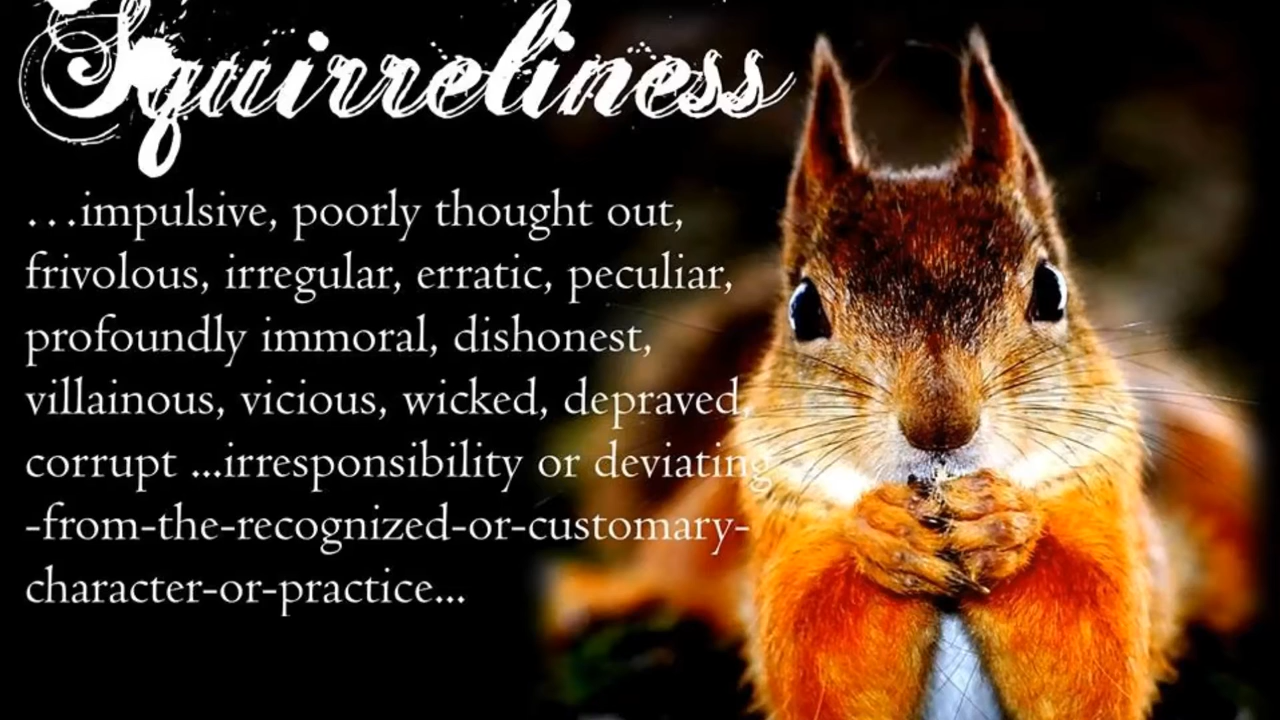 Squirreliness
…impulsive, poorly thought out,
frivolous, irregular, erratic, peculiar,
profoundly immoral, dishonest,
villainous, vicious, wicked, depraved,
corrupt ...irresponsibility or deviating
-from-the-recognized-or-customary-
character-or-practice...